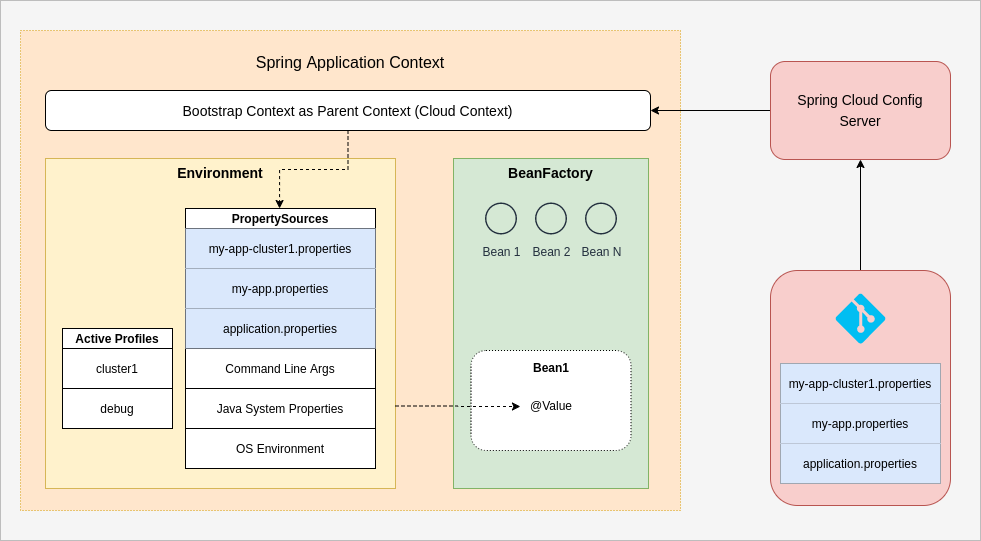 Spring Application Context
Bootstrap Context as Parent Context (Cloud Context)
Spring Cloud Config
Server
Environment
PropertySources
my-app-cluster1.properties
my-app.properties
application.properties
Command Line Args
Java System Properties
OS Environment
Active Profiles
cluster1
debug
BeanFactory
Bean 1
Bean 2
Bean N
Bean1
@Value
my-app-cluster1.properties
my-app.properties
application.properties